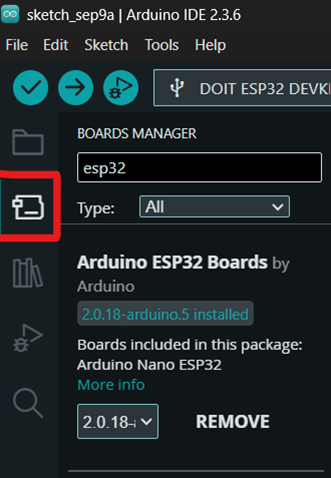 sketch_sep9a | Arduino IDE 2.3.6
File Edit Sketch Tools Help
DOIT ESP32 DEVK
BOARDS MANAGER
esp32
Type: All
Arduino ESP32 Boards by
Arduino
2.0.18-arduino.5 installed
Boards included in this package:
Arduino Nano ESP32
More info
2.0.18- REMOVE